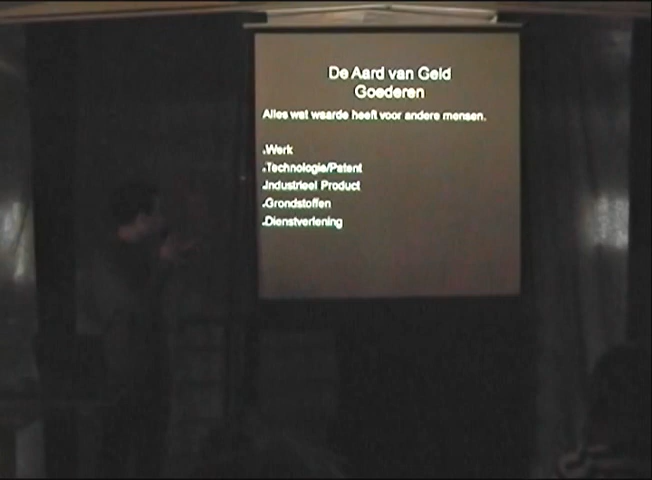 De Aard van Geld
Goederen
Alles wat waarde heeft voor andere mensen.
.Werk
.Technologie/Patent
.Industrieel Product
.Grondstoffen
.Dienstverlening